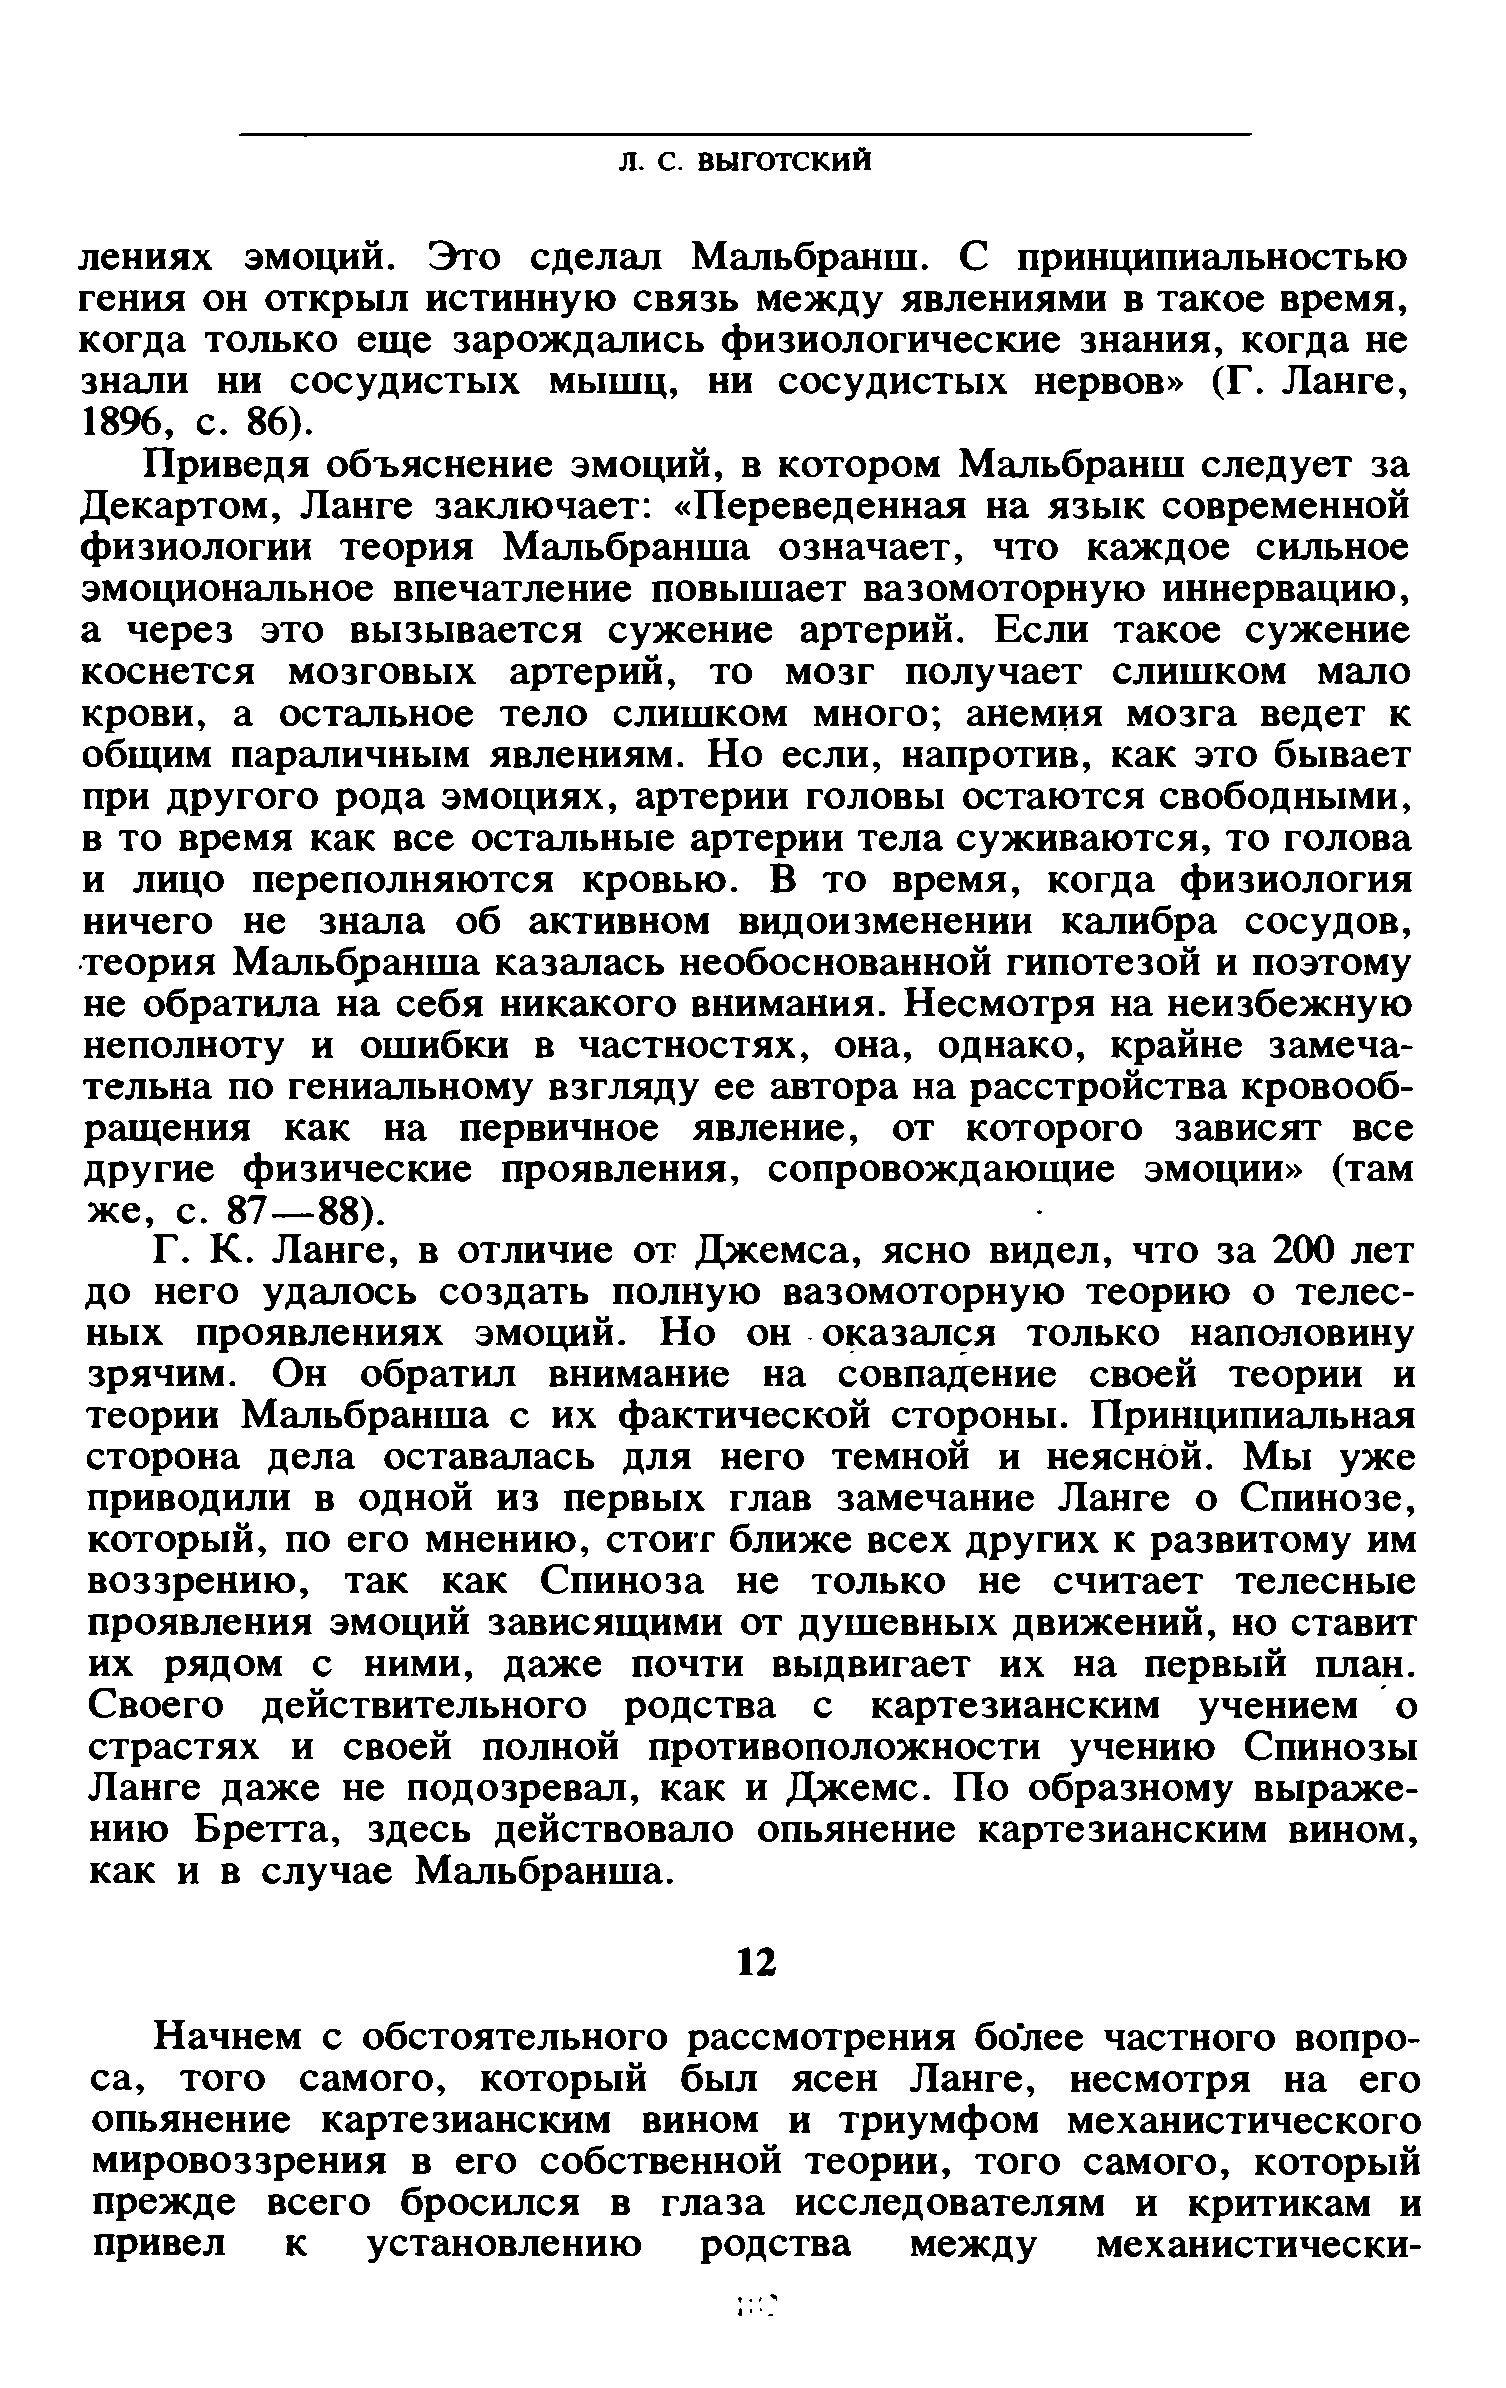 Л. С. ВЫГОТСКИЙ
лениях эмоций. Это сделал Мальбранш. С принципиальностью
гения он открыл истинную связь между явлениями в такое время,
когда только еще зарождались физиологические знания, когда не
знали ни сосудистых мышц, ни сосудистых нервов» (Г. Ланге,
1896, с. 86).
Приведя объяснение эмоций, в котором Мальбранш следует за
Декартом, Ланге заключает: «Переведенная на язык современной
физиологии теория Мальбранша означает, что каждое сильное
эмоциональное впечатление повышает вазомоторную иннервацию,
а через это вызывается сужение артерий. Если такое сужение
коснется мозговых артерий, то мозг получает слишком мало
крови, а остальное тело слишком много; анемия мозга ведет к
общим параличным явлениям. Но если, напротив, как это бывает
при другого рода эмоциях, артерии головы остаются свободными,
в то время как все остальные артерии тела суживаются, то голова
и лицо переполняются кровью. В то время, когда физиология
ничего не знала об активном видоизменении калибра сосудов,
теория Мальбранша казалась необоснованной гипотезой и поэтому
не обратила на себя никакого внимания. Несмотря на неизбежную
неполноту и ошибки в частностях, она, однако, крайне замеча-
тельна по гениальному взгляду ее автора на расстройства кровооб-
ращения как на первичное явление, от которого зависят все
другие физические проявления, сопровождающие эмоции» (там
же, с. 87—88).
Г. К. Ланге, в отличие от Джемса, ясно видел, что за 200 лет
до него удалось создать полную вазомоторную теорию о телес-
ных проявлениях эмоций. Но он оказался только наполовину
зрячим. Он обратил внимание на совпадение своей теории и
теории Мальбранша с их фактической стороны. Принципиальная
сторона дела оставалась для него темной и неясной. Мы уже
приводили в одной из первых глав замечание Ланге о Спинозе,
который, по его мнению, стоит ближе всех других к развитому им
воззрению, так как Спиноза не только не считает телесные
проявления эмоций зависящими от душевных движений, но ставит
их рядом с ними, даже почти выдвигает их на первый план.
Своего действительного родства с картезианским учением о
страстях и своей полной противоположности учению Спинозы
Ланге даже не подозревал, как и Джемс. По образному выраже-
нию Бретта, здесь действовало опьянение картезианским вином,
как и в случае Мальбранша.
12
Начнем с обстоятельного рассмотрения более частного вопро-
са, того самого, который был ясен Ланге, несмотря на его
опьянение картезианским вином и триумфом механистического
мировоззрения в его собственной теории, того самого, который
прежде всего бросился в глаза исследователям и критикам и
привел к установлению родства между механистически-